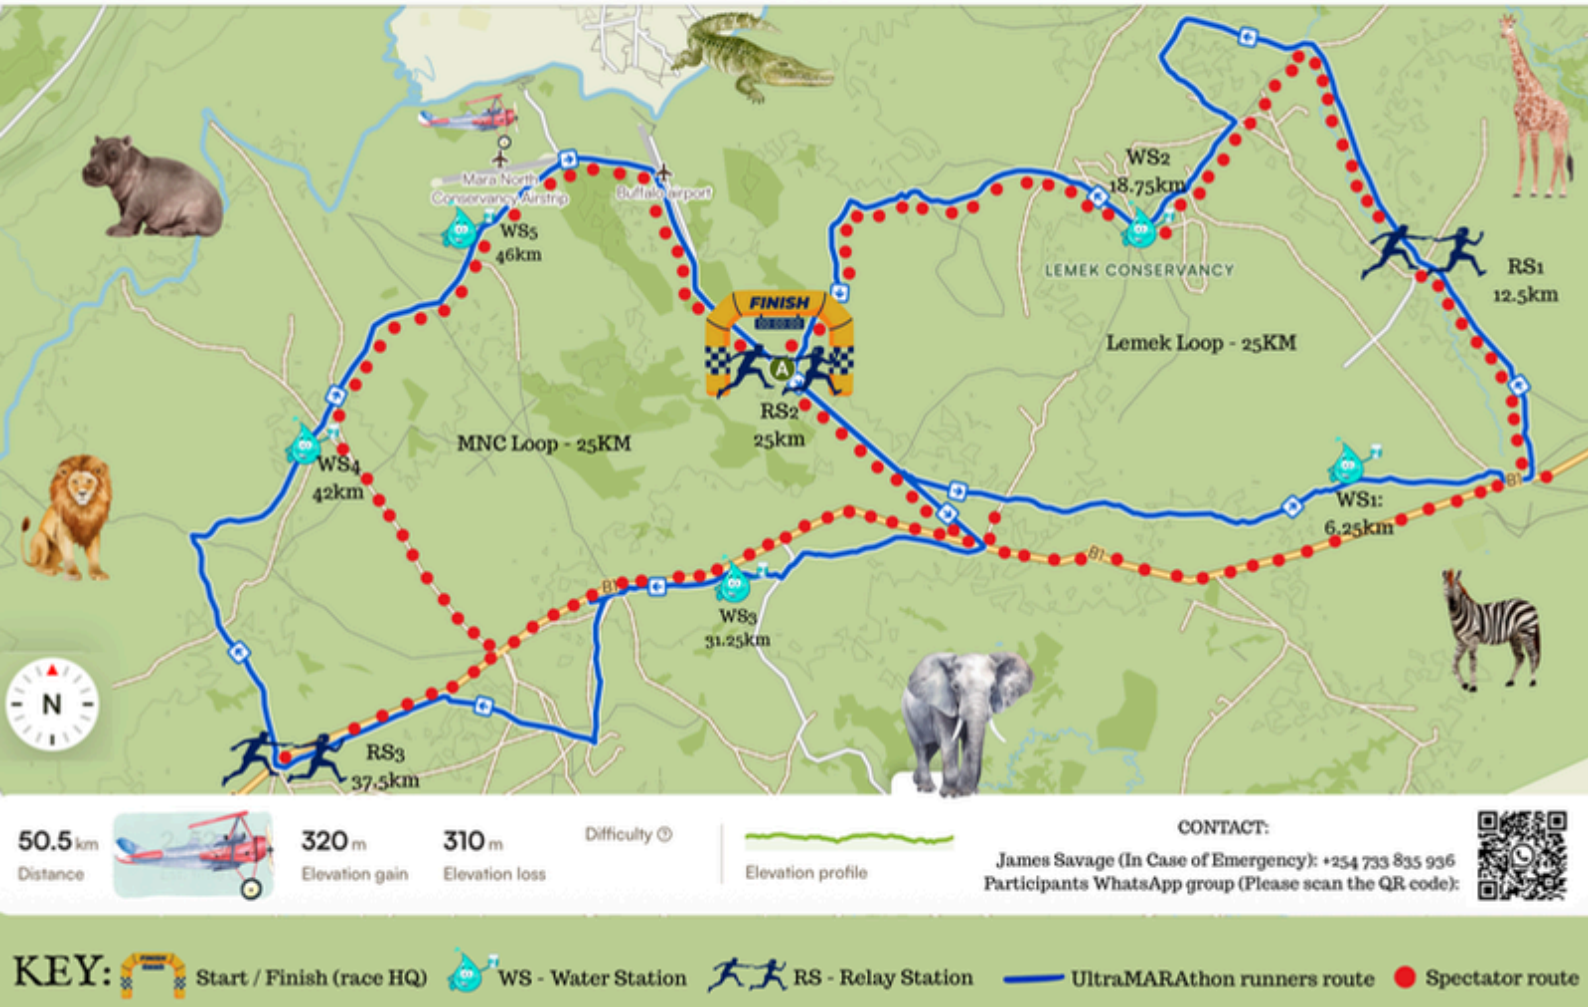 Mara North
Conservancy Airstrip
Buffalo airport
WS5
46km
WS2
18.75km
LEMEK CONSERVANCY
RS1
12.5km
FINISH
00:00:00
A
RS2
25km
Lemek Loop - 25KM
MNC Loop - 25KM
WS4
42km
WS1:
6.25km
B1
B1
B1
WS3
31.25km
N
RS3
37.5km
50.5 km
Distance
320 m
Elevation gain
310 m
Elevation loss
Difficulty ?
Elevation profile
CONTACT:
James Savage (In Case of Emergency): +254 733 835 936
Participants WhatsApp group (Please scan the QR code):
KEY:
FINISH
Start / Finish (race HQ)
WS - Water Station
RS - Relay Station
UltraMARAthon runners route
Spectator route